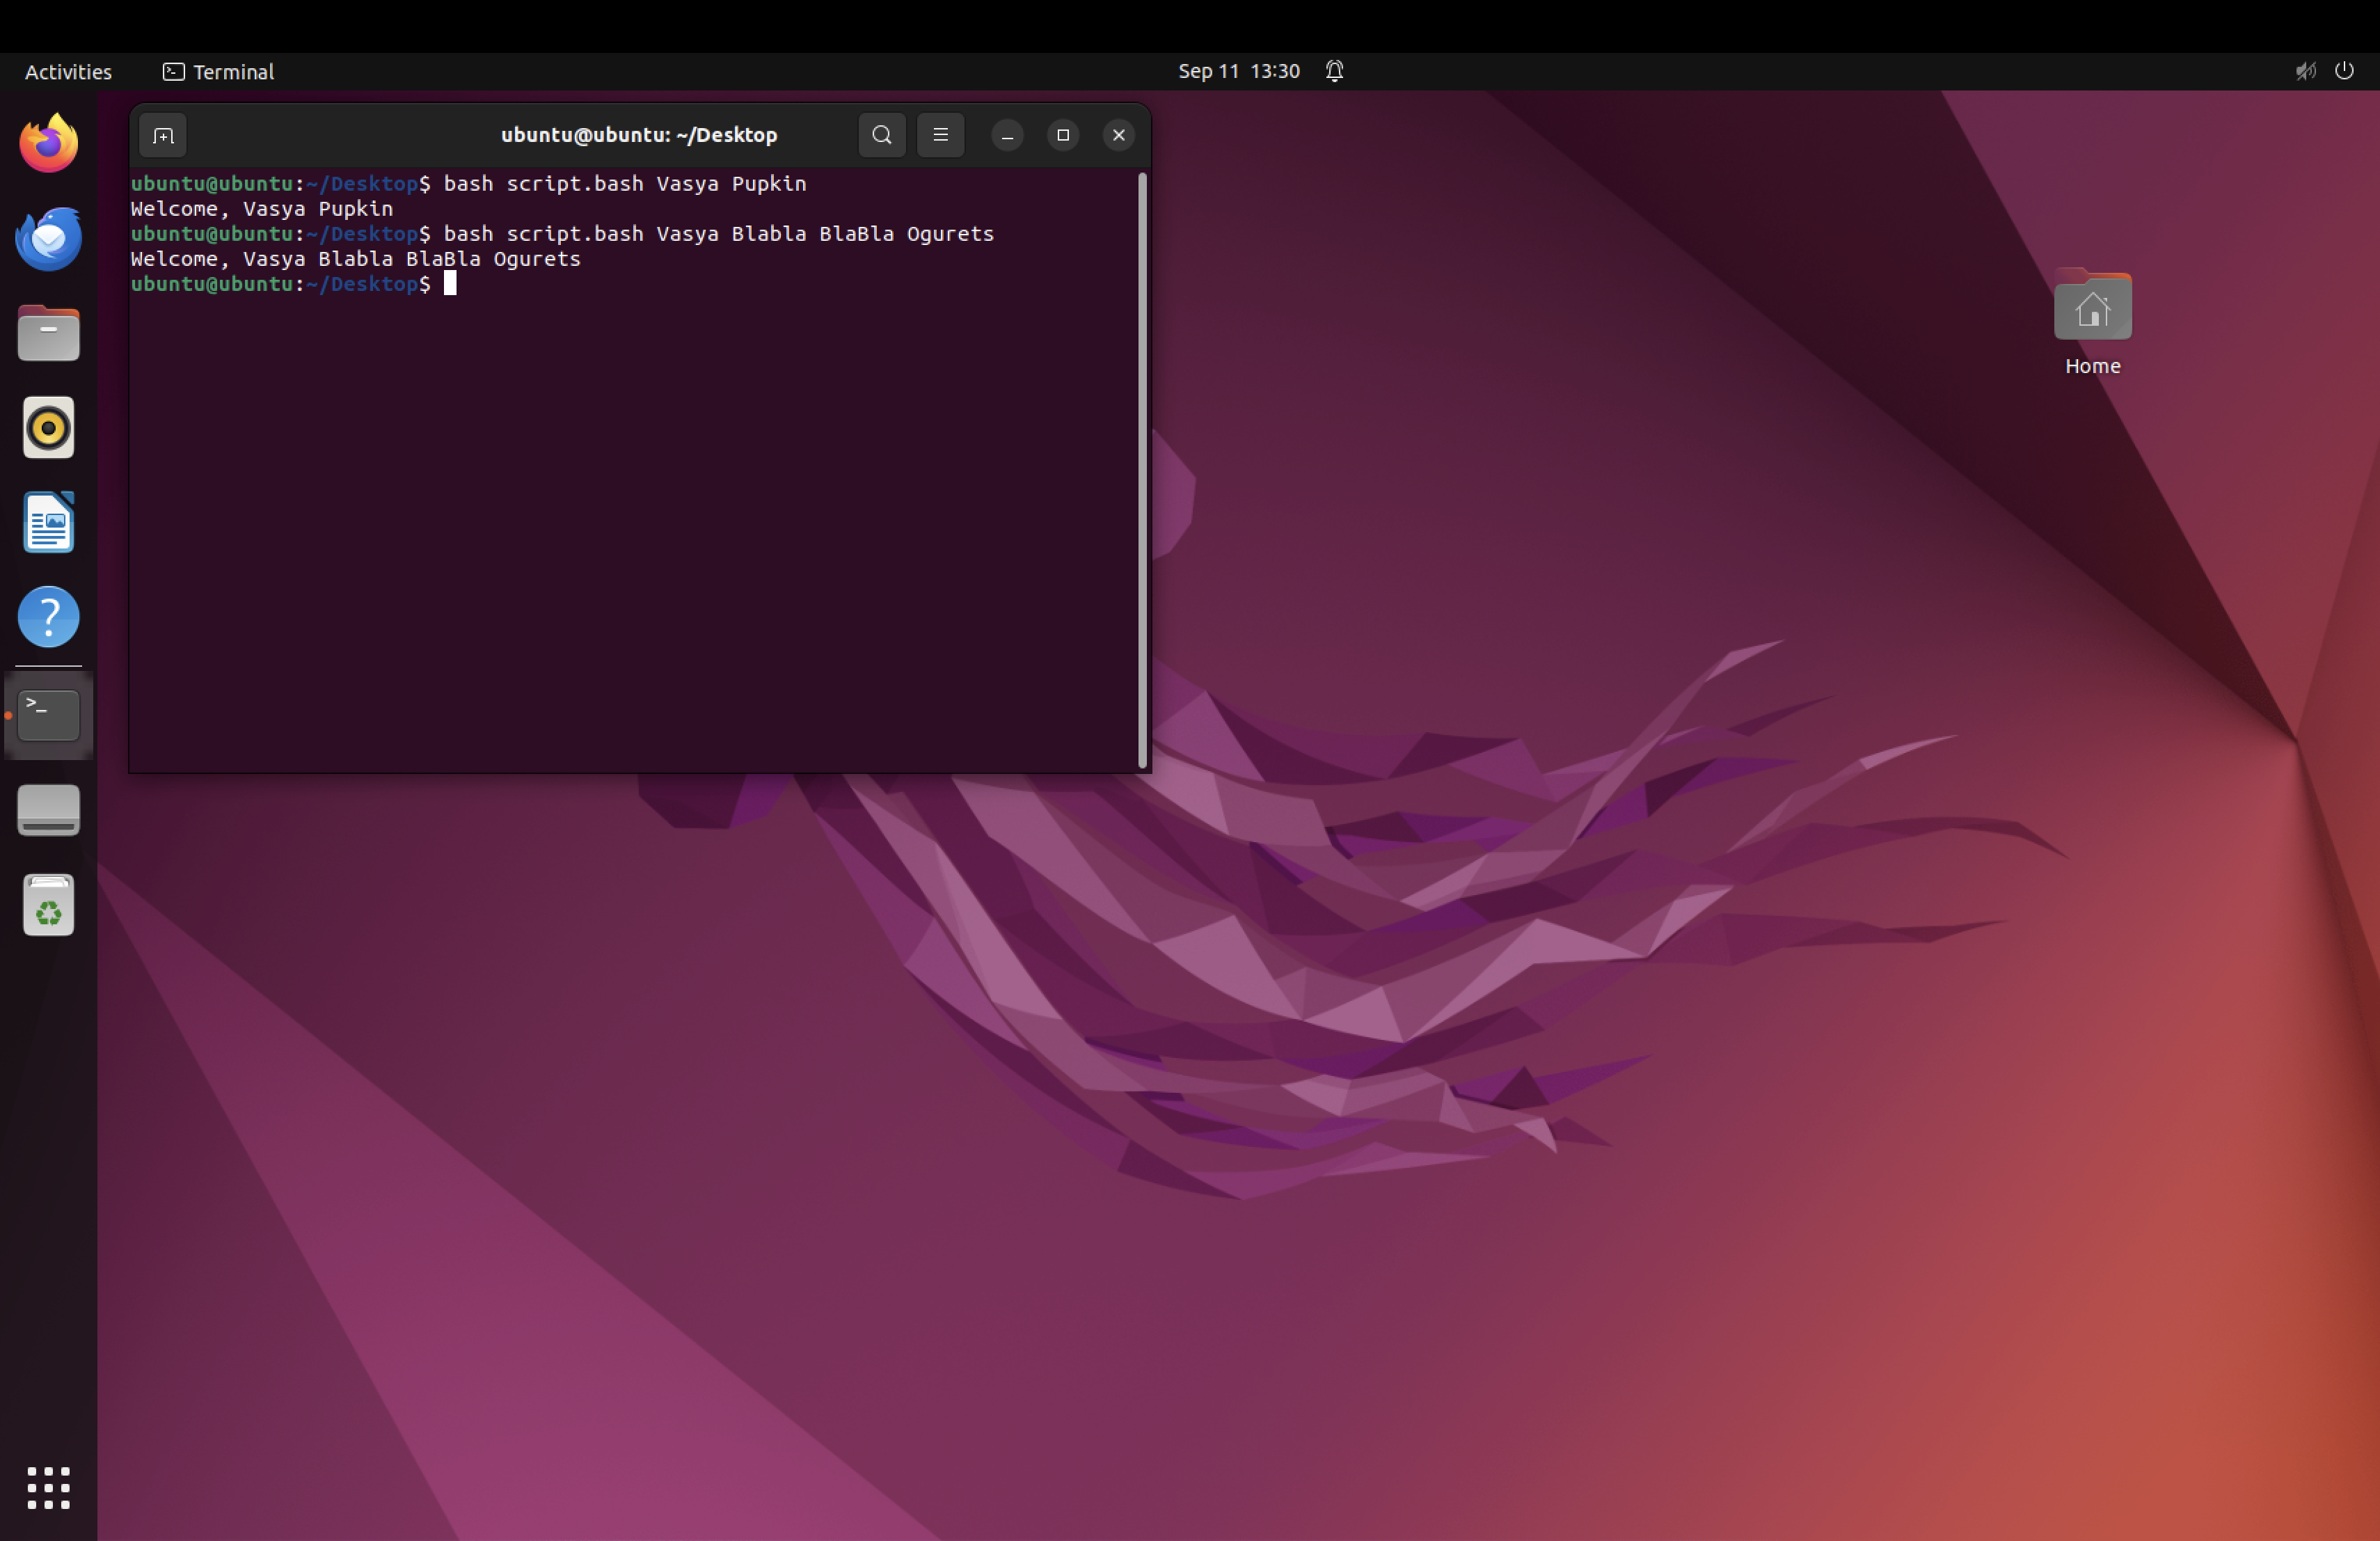 Activities Terminal Sep 11 13:30
ubuntu@ubuntu: ~/Desktop
ubuntu@ubuntu:~/Desktop$ bash script.bash Vasya Pupkin
Welcome, Vasya Pupkin
ubuntu@ubuntu:~/Desktop$ bash script.bash Vasya Blabla BlaBla Ogurets
Welcome, Vasya Blabla BlaBla Ogurets
ubuntu@ubuntu:~/Desktop$
Home